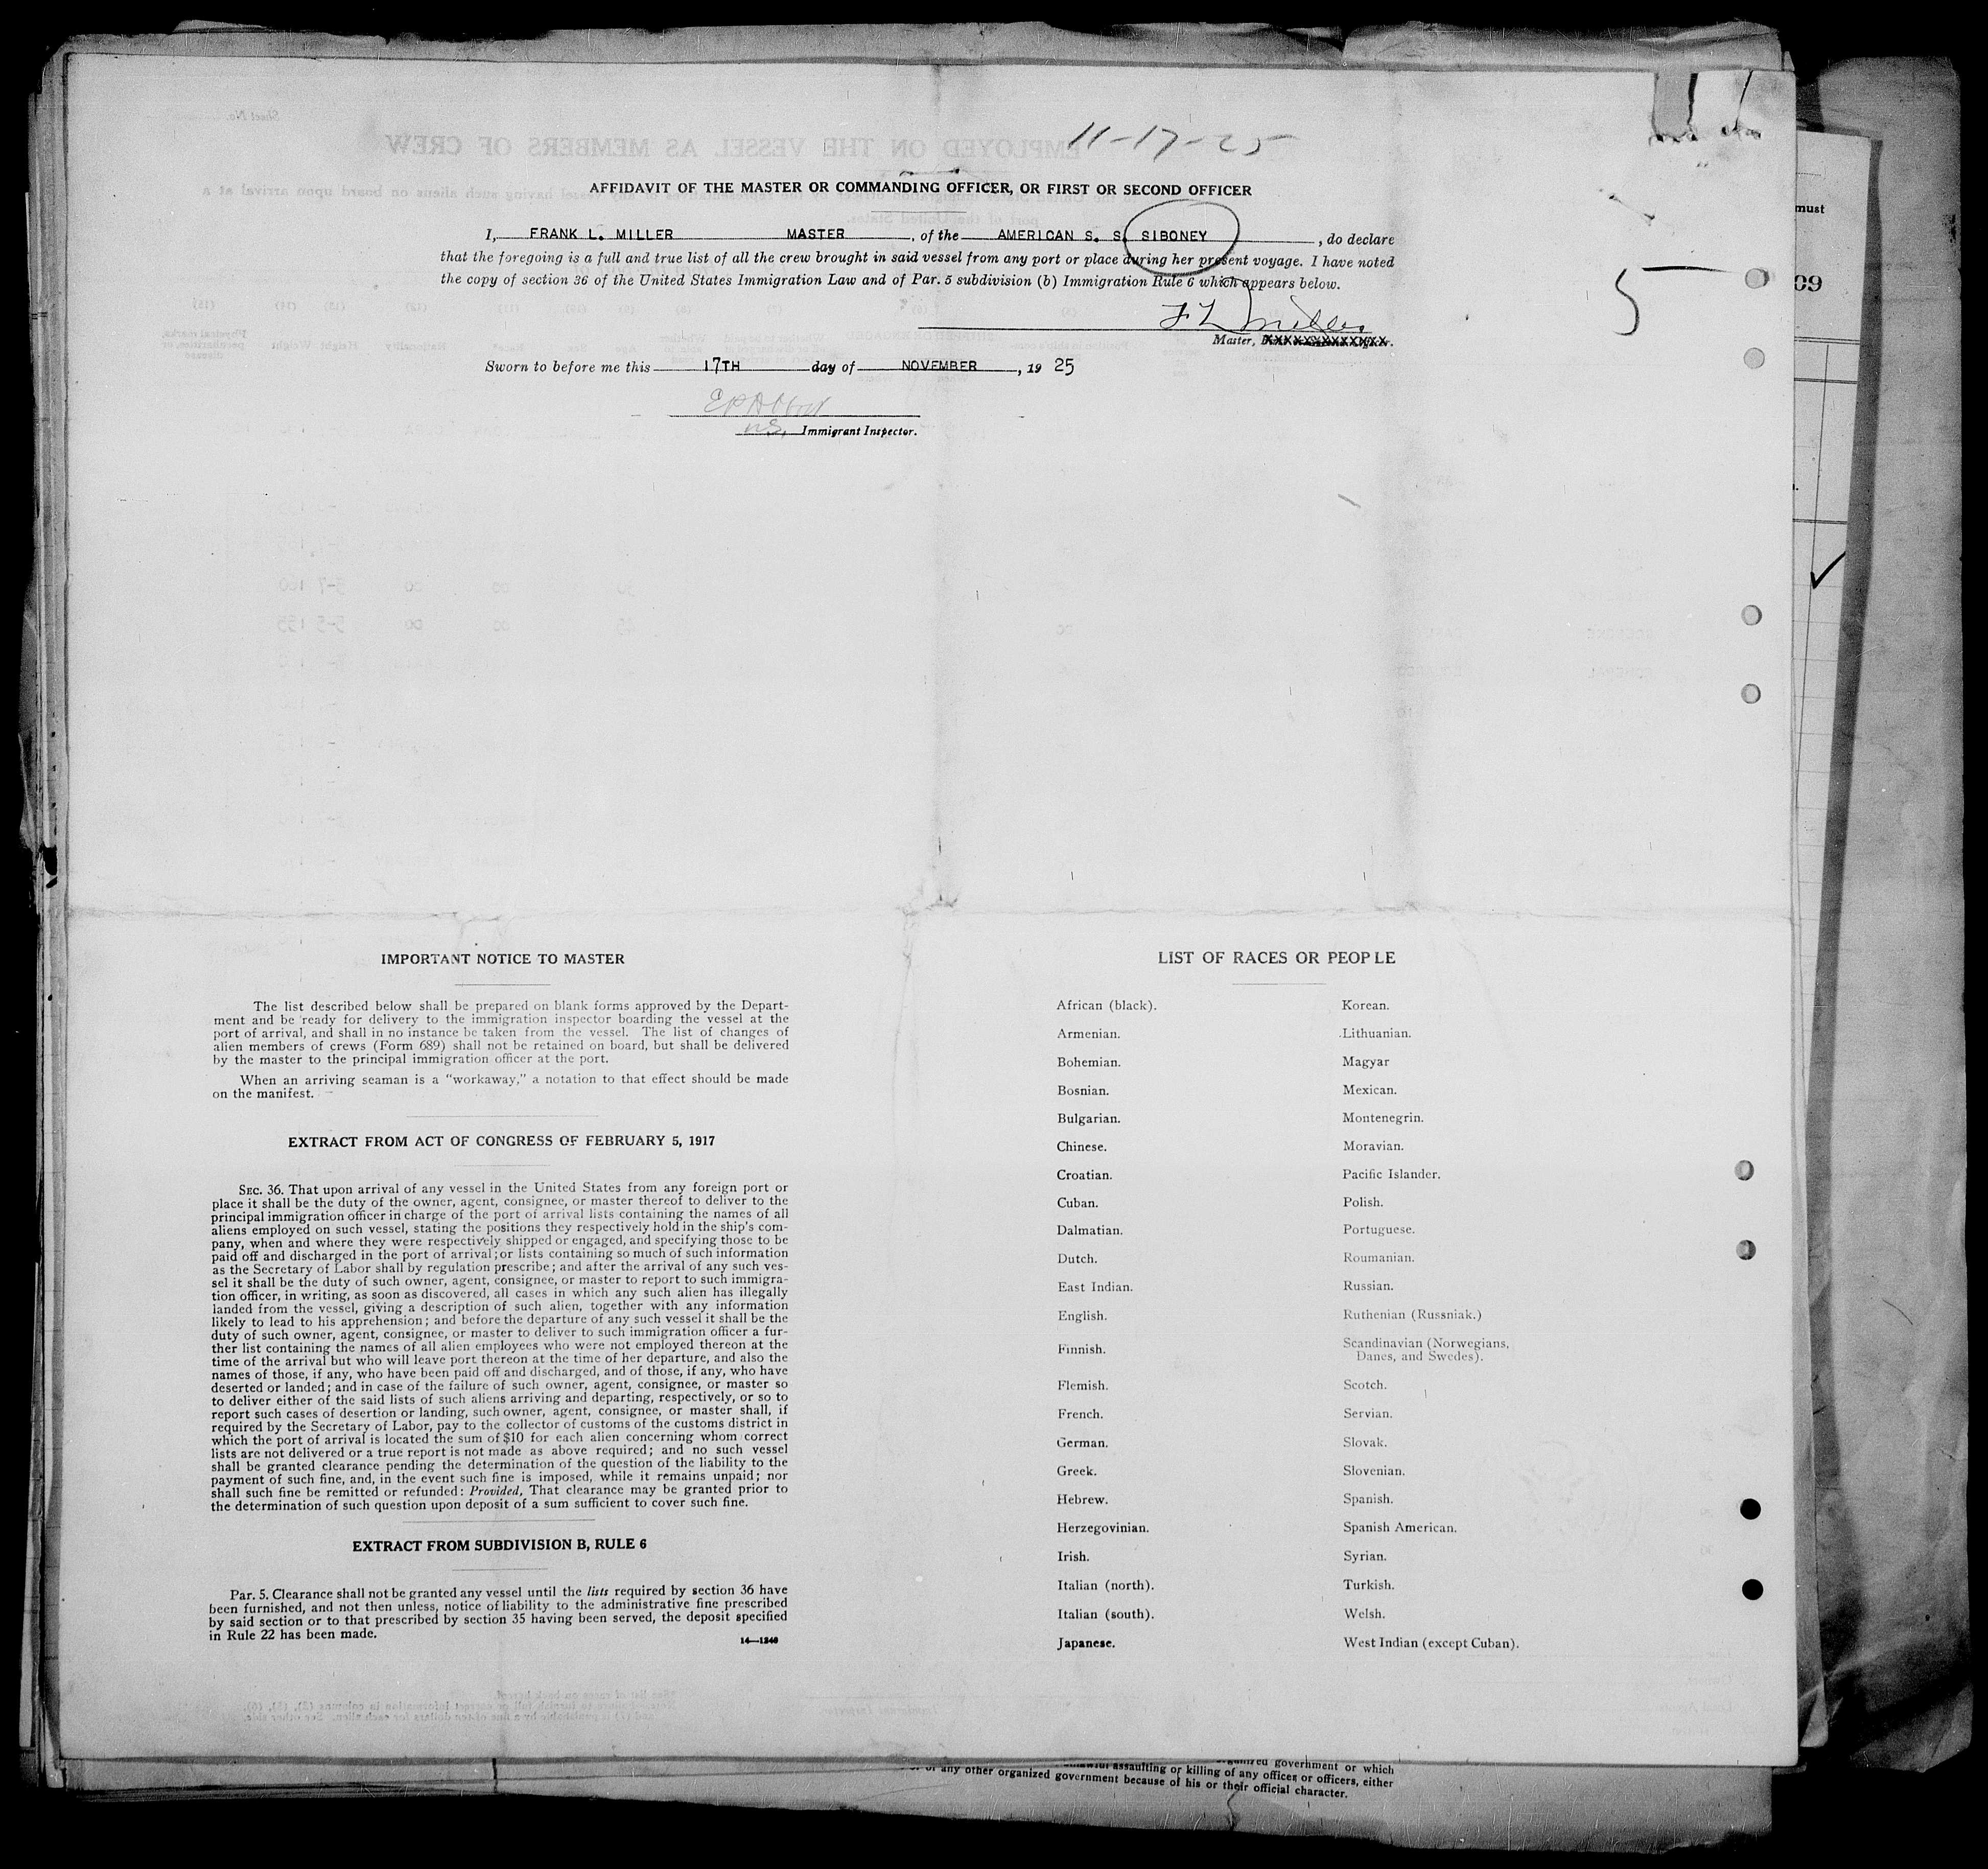 11-17-25
AFFIDAVIT OF THE MASTER OR COMMANDING OFFICER, OR FIRST OR SECOND OFFICER
I, FRANK L. MILLER MASTER, of the AMERICAN S. S. SIBONEY, do declare
that the foregoing is a full and true list of all the crew brought in said vessel from any port or place during her present voyage. I have noted
the copy of section 36 of the United States Immigration Law and of Par. 5 subdivision (b) Immigration Rule 6 which appears below.
5
F L Miller
Master,
Sworn to before me this 17TH day of NOVEMBER, 19 25
U.S. Immigrant Inspector.
must
09
IMPORTANT NOTICE TO MASTER
The list described below shall be prepared on blank forms approved by the Depart-
ment and be ready for delivery to the immigration inspector boarding the vessel at the
port of arrival, and shall in no instance be taken from the vessel. The list of changes of
alien members of crews (Form 689) shall not be retained on board, but shall be delivered
by the master to the principal immigration officer at the port.
When an arriving seaman is a "workaway," a notation to that effect should be made
on the manifest.
EXTRACT FROM ACT OF CONGRESS OF FEBRUARY 5, 1917
SEC. 36. That upon arrival of any vessel in the United States from any foreign port or
place it shall be the duty of the owner, agent, consignee, or master thereof to deliver to the
principal immigration officer in charge of the port of arrival lists containing the names of all
aliens employed on such vessel, stating the positions they respectively hold in the ship's com-
pany, when and where they were respectively shipped or engaged, and specifying those to be
paid off and discharged in the port of arrival; or lists containing so much of such information
as the Secretary of Labor shall by regulation prescribe; and after the arrival of any such ves-
sel it shall be the duty of such owner, agent, consignee, or master to report to such immigra-
tion officer, in writing, as soon as discovered, all cases in which any such alien has illegally
landed from the vessel, giving a description of such alien, together with any information
likely to lead to his apprehension; and before the departure of any such vessel it shall be the
duty of such owner, agent, consignee, or master to deliver to such immigration officer a fur-
ther list containing the names of all alien employees who were not employed thereon at the
time of the arrival but who will leave port thereon at the time of her departure, and also the
names of those, if any, who have been paid off and discharged, and of those, if any, who have
deserted or landed; and in case of the failure of such owner, agent, consignee, or master so
to deliver either of the said lists of such aliens arriving and departing, respectively, or so to
report such cases of desertion or landing, such owner, agent, consignee, or master shall, if
required by the Secretary of Labor, pay to the collector of customs of the customs district in
which the port of arrival is located the sum of $10 for each alien concerning whom correct
lists are not delivered or a true report is not made as above required; and no such vessel
shall be granted clearance pending the determination of the question of the liability to the
payment of such fine, and, in the event such fine is imposed, while it remains unpaid; nor
shall such fine be remitted or refunded: Provided, That clearance may be granted prior to
the determination of such question upon deposit of a sum sufficient to cover such fine.
EXTRACT FROM SUBDIVISION B, RULE 6
Par. 5. Clearance shall not be granted any vessel until the lists required by section 36 have
been furnished, and not then unless, notice of liability to the administrative fine prescribed
by said section or to that prescribed by section 35 having been served, the deposit specified
in Rule 22 has been made.
14—1240
LIST OF RACES OR PEOPLE
African (black).
Armenian.
Bohemian.
Bosnian.
Bulgarian.
Chinese.
Croatian.
Cuban.
Dalmatian.
Dutch.
East Indian.
English.
Finnish.
Flemish.
French.
German.
Greek.
Hebrew.
Herzegovinian.
Irish.
Italian (north).
Italian (south).
Japanese.
Korean.
Lithuanian.
Magyar
Mexican.
Montenegrin.
Moravian.
Pacific Islander.
Polish.
Portuguese.
Roumanian.
Russian.
Ruthenian (Russniak.)
Scandinavian (Norwegians,
Danes, and Swedes).
Scotch.
Servian.
Slovak.
Slovenian.
Spanish.
Spanish American.
Syrian.
Turkish.
Welsh.
West Indian (except Cuban).
organized government or which
unlawful assaulting or killing of any officer or officers, either
or of any other organized government because of his or their official character.